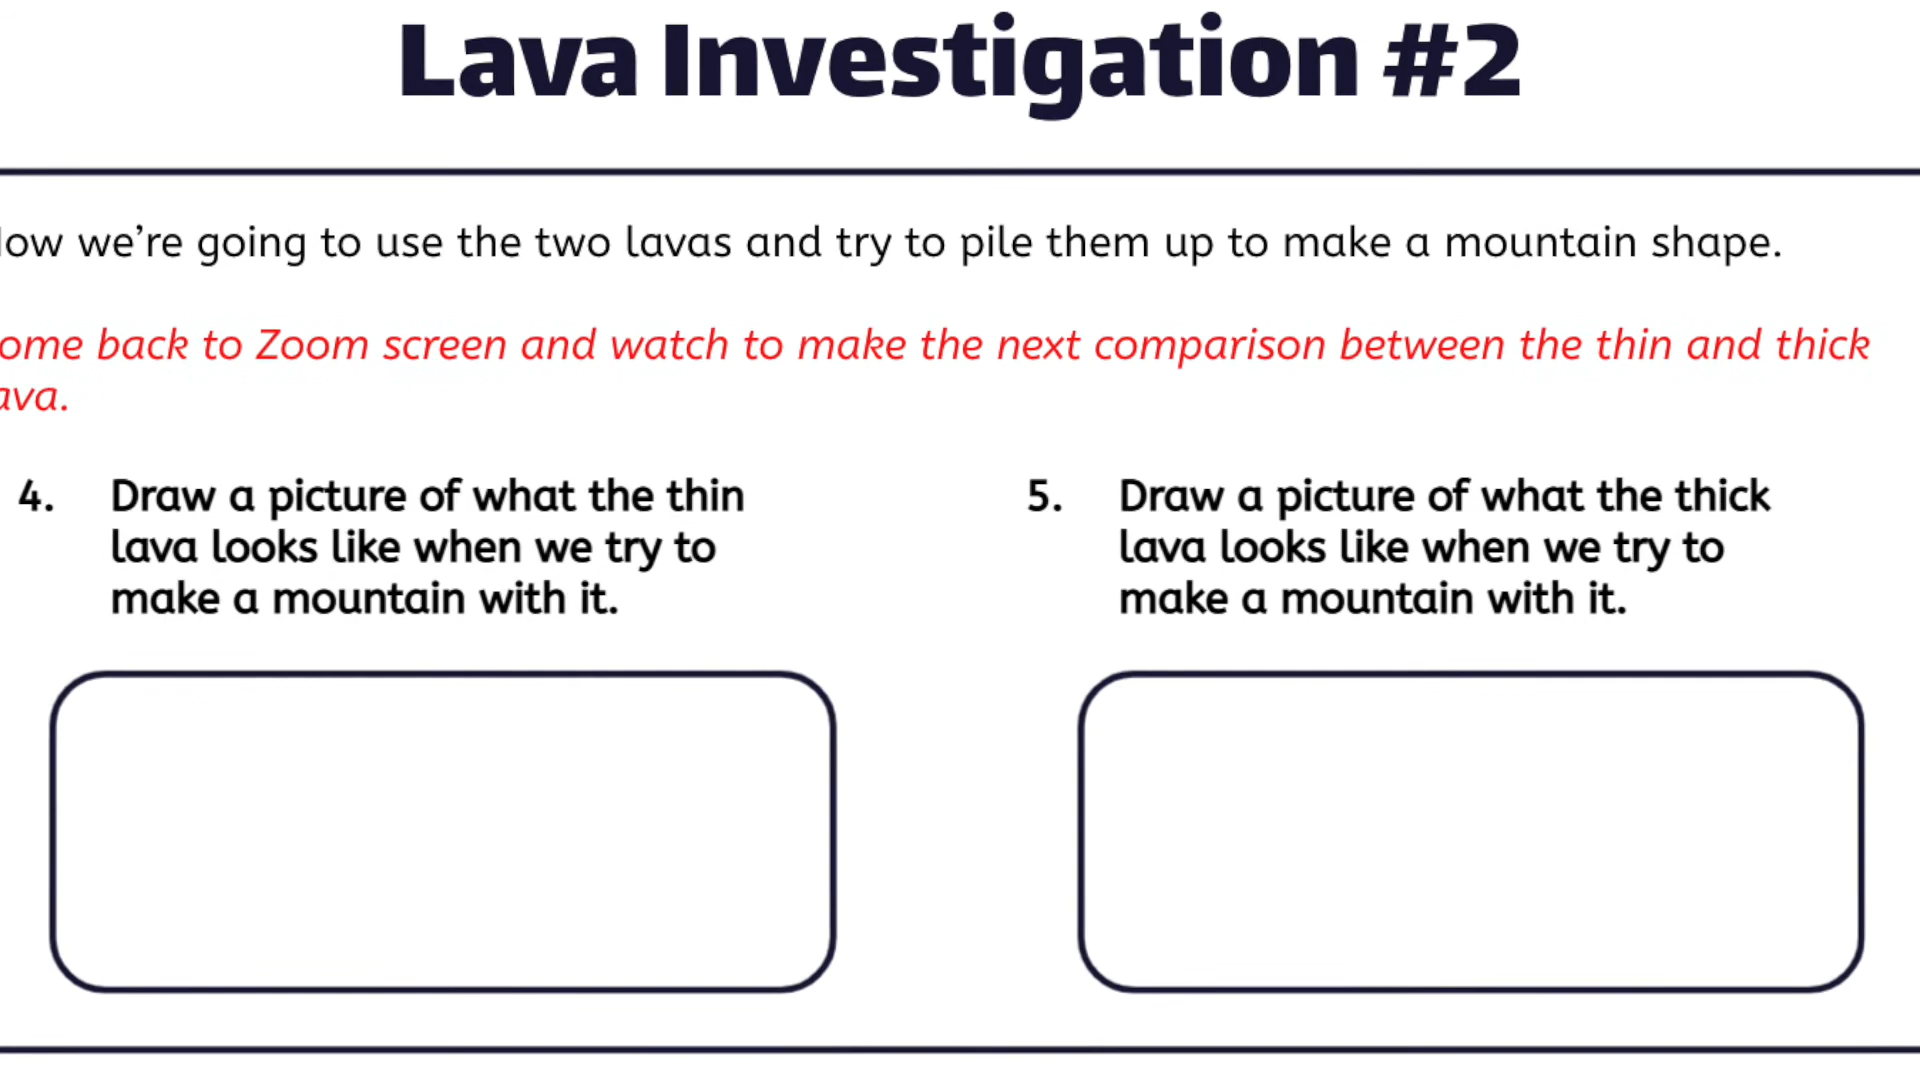 Lava Investigation #2
Now we're going to use the two lavas and try to pile them up to make a mountain shape.
ome back to Zoom screen and watch to make the next comparison between the thin and thick
ava.
4. Draw a picture of what the thin
lava looks like when we try to
make a mountain with it.
5. Draw a picture of what the thick
lava looks like when we try to
make a mountain with it.